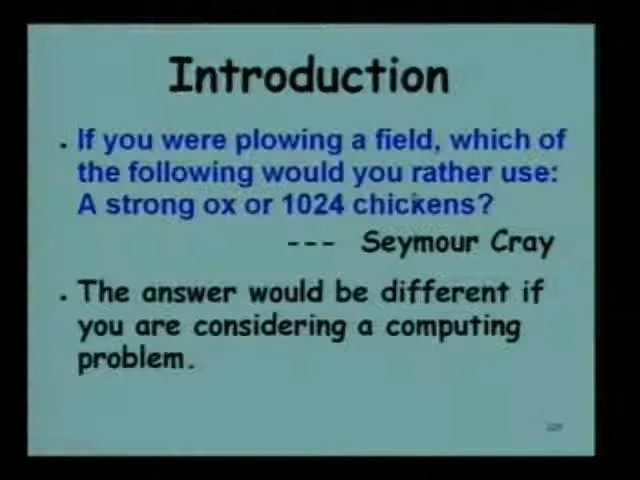 Introduction
. If you were plowing a field, which of
the following would you rather use:
A strong ox or 1024 chickens?
--- Seymour Cray
. The answer would be different if
you are considering a computing
problem.